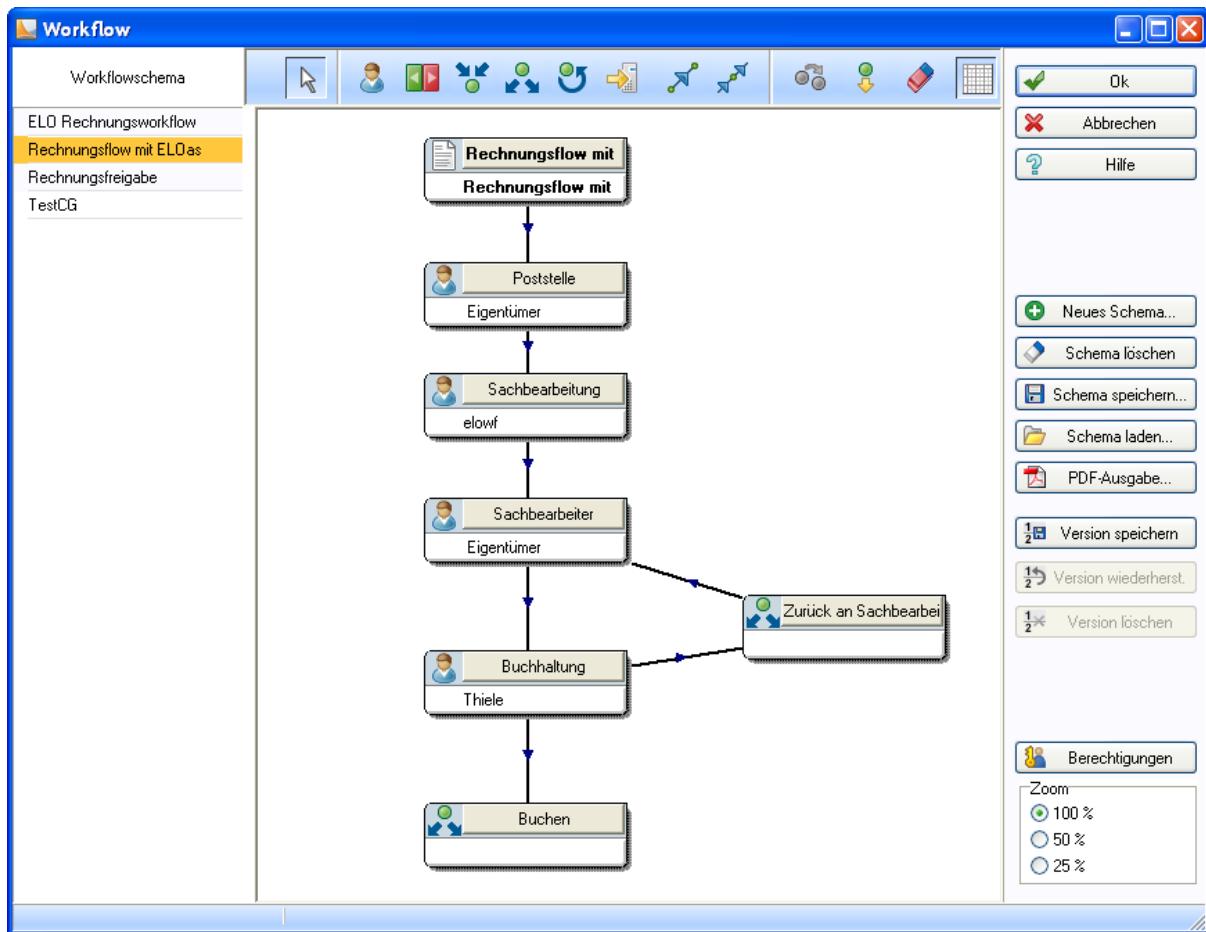 Workflow
Workflowschema
ELO Rechnungsworkflow
Rechnungsflow mit ELOas
Rechnungsfreigabe
TestCG
Rechnungsflow mit
Rechnungsflow mit
Poststelle
Eigentümer
Sachbearbeitung
elowf
Sachbearbeiter
Eigentümer
Zurück an Sachbearbei
Buchhaltung
Thiele
Buchen
Ok
Abbrechen
Hilfe
Neues Schema...
Schema löschen
Schema speichern...
Schema laden...
PDF-Ausgabe...
Version speichern
Version wiederherst.
Version löschen
Berechtigungen
Zoom
100 %
50 %
25 %